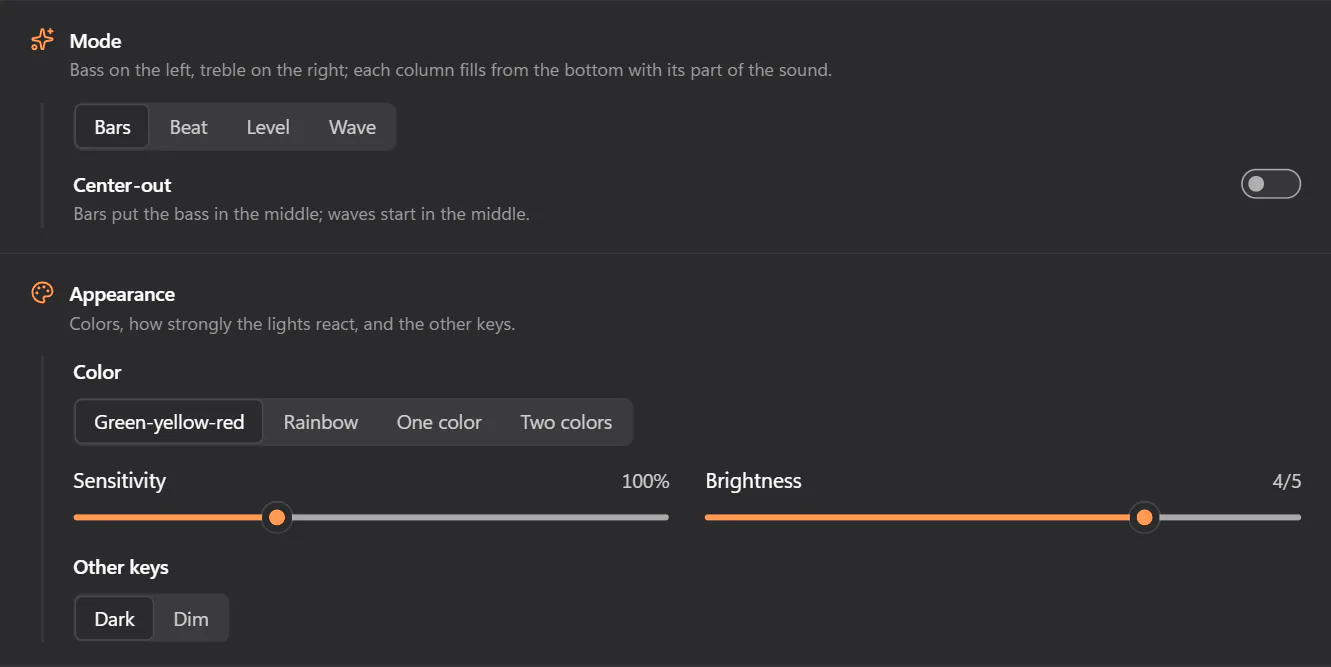 Mode
Bass on the left, treble on the right; each column fills from the bottom with its part of the sound.
Bars Beat Level Wave
Center-out
Bars put the bass in the middle; waves start in the middle.
Appearance
Colors, how strongly the lights react, and the other keys.
Color
Green-yellow-red Rainbow One color Two colors
Sensitivity 100% Brightness 4/5
Other keys
Dark Dim